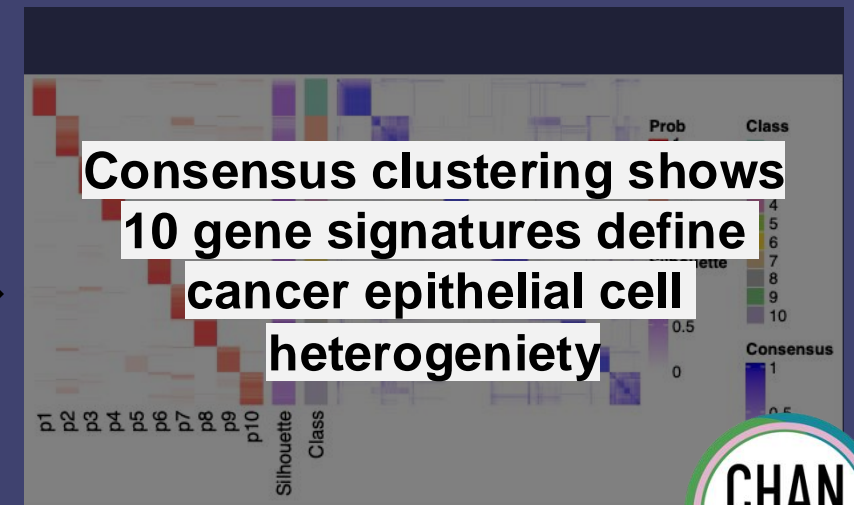 Consensus clustering shows
10 gene signatures define
cancer epithelial cell
heterogeniety
Prob
Class
4
5
6
7
8
9
10
0.5
0
Consensus
1
0.5
p1
p2
p3
p4
p5
p6
p7
p8
p9
p10
Silhouette
Class
CHAN